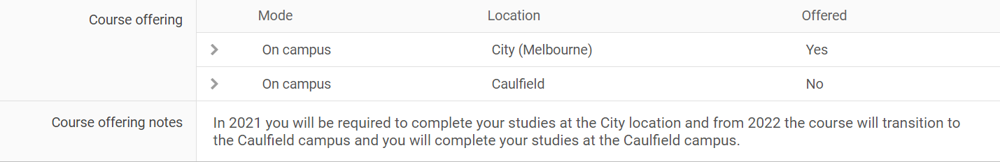 Course offering Mode Location Offered
On campus City (Melbourne) Yes
On campus Caulfield No
Course offering notes In 2021 you will be required to complete your studies at the City location and from 2022 the course will transition to
the Caulfield campus and you will complete your studies at the Caulfield campus.